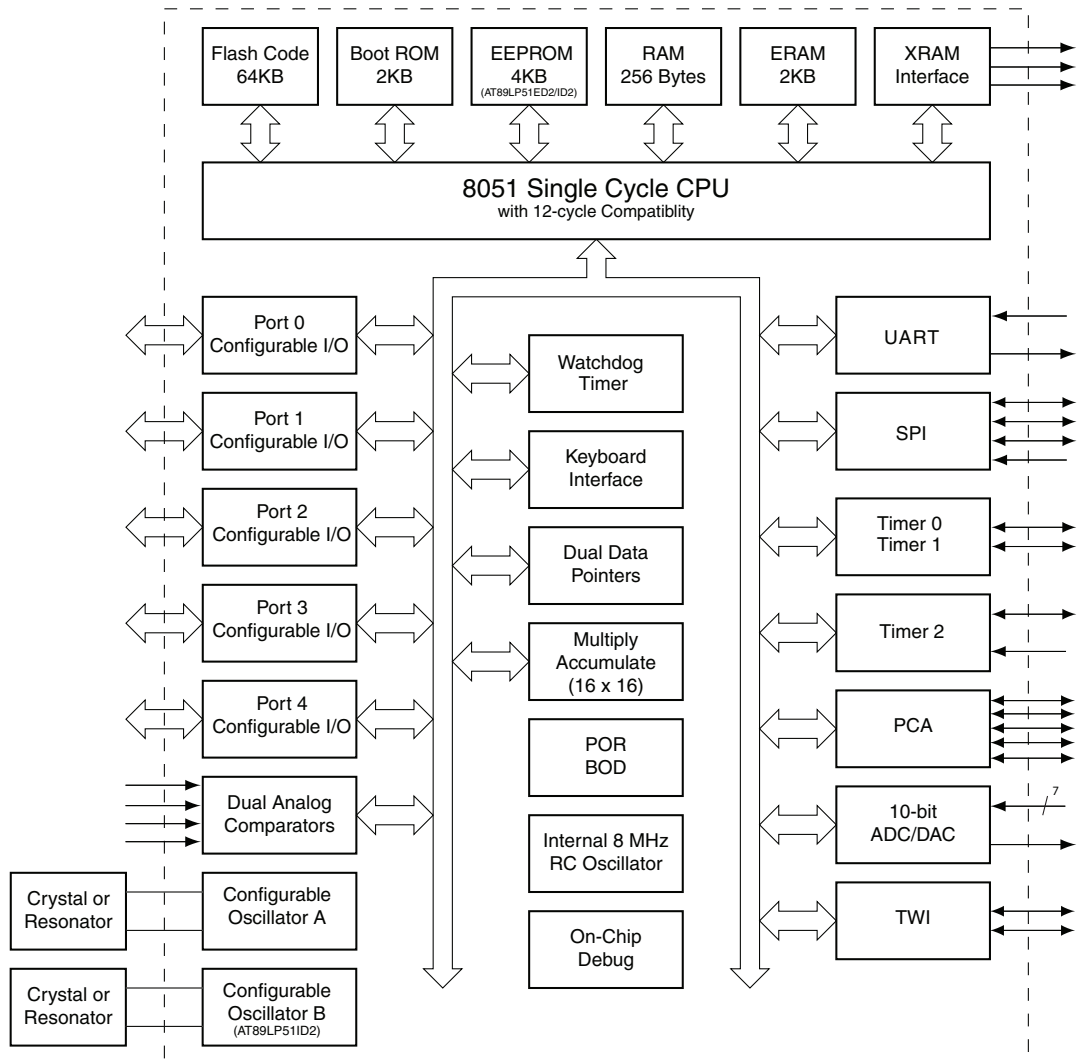 Flash Code
64KB
Boot ROM
2KB
EEPROM
4KB
(AT89LP51ED2/ID2)
RAM
256 Bytes
ERAM
2KB
XRAM
Interface
8051 Single Cycle CPU
with 12-cycle Compatiblity
Port 0
Configurable I/O
Port 1
Configurable I/O
Port 2
Configurable I/O
Port 3
Configurable I/O
Port 4
Configurable I/O
Dual Analog
Comparators
Crystal or
Resonator
Configurable
Oscillator A
Crystal or
Resonator
Configurable
Oscillator B
(AT89LP51ID2)
Watchdog
Timer
Keyboard
Interface
Dual Data
Pointers
Multiply
Accumulate
(16 x 16)
POR
BOD
Internal 8 MHz
RC Oscillator
On-Chip
Debug
UART
SPI
Timer 0
Timer 1
Timer 2
PCA
10-bit
ADC/DAC
7
TWI